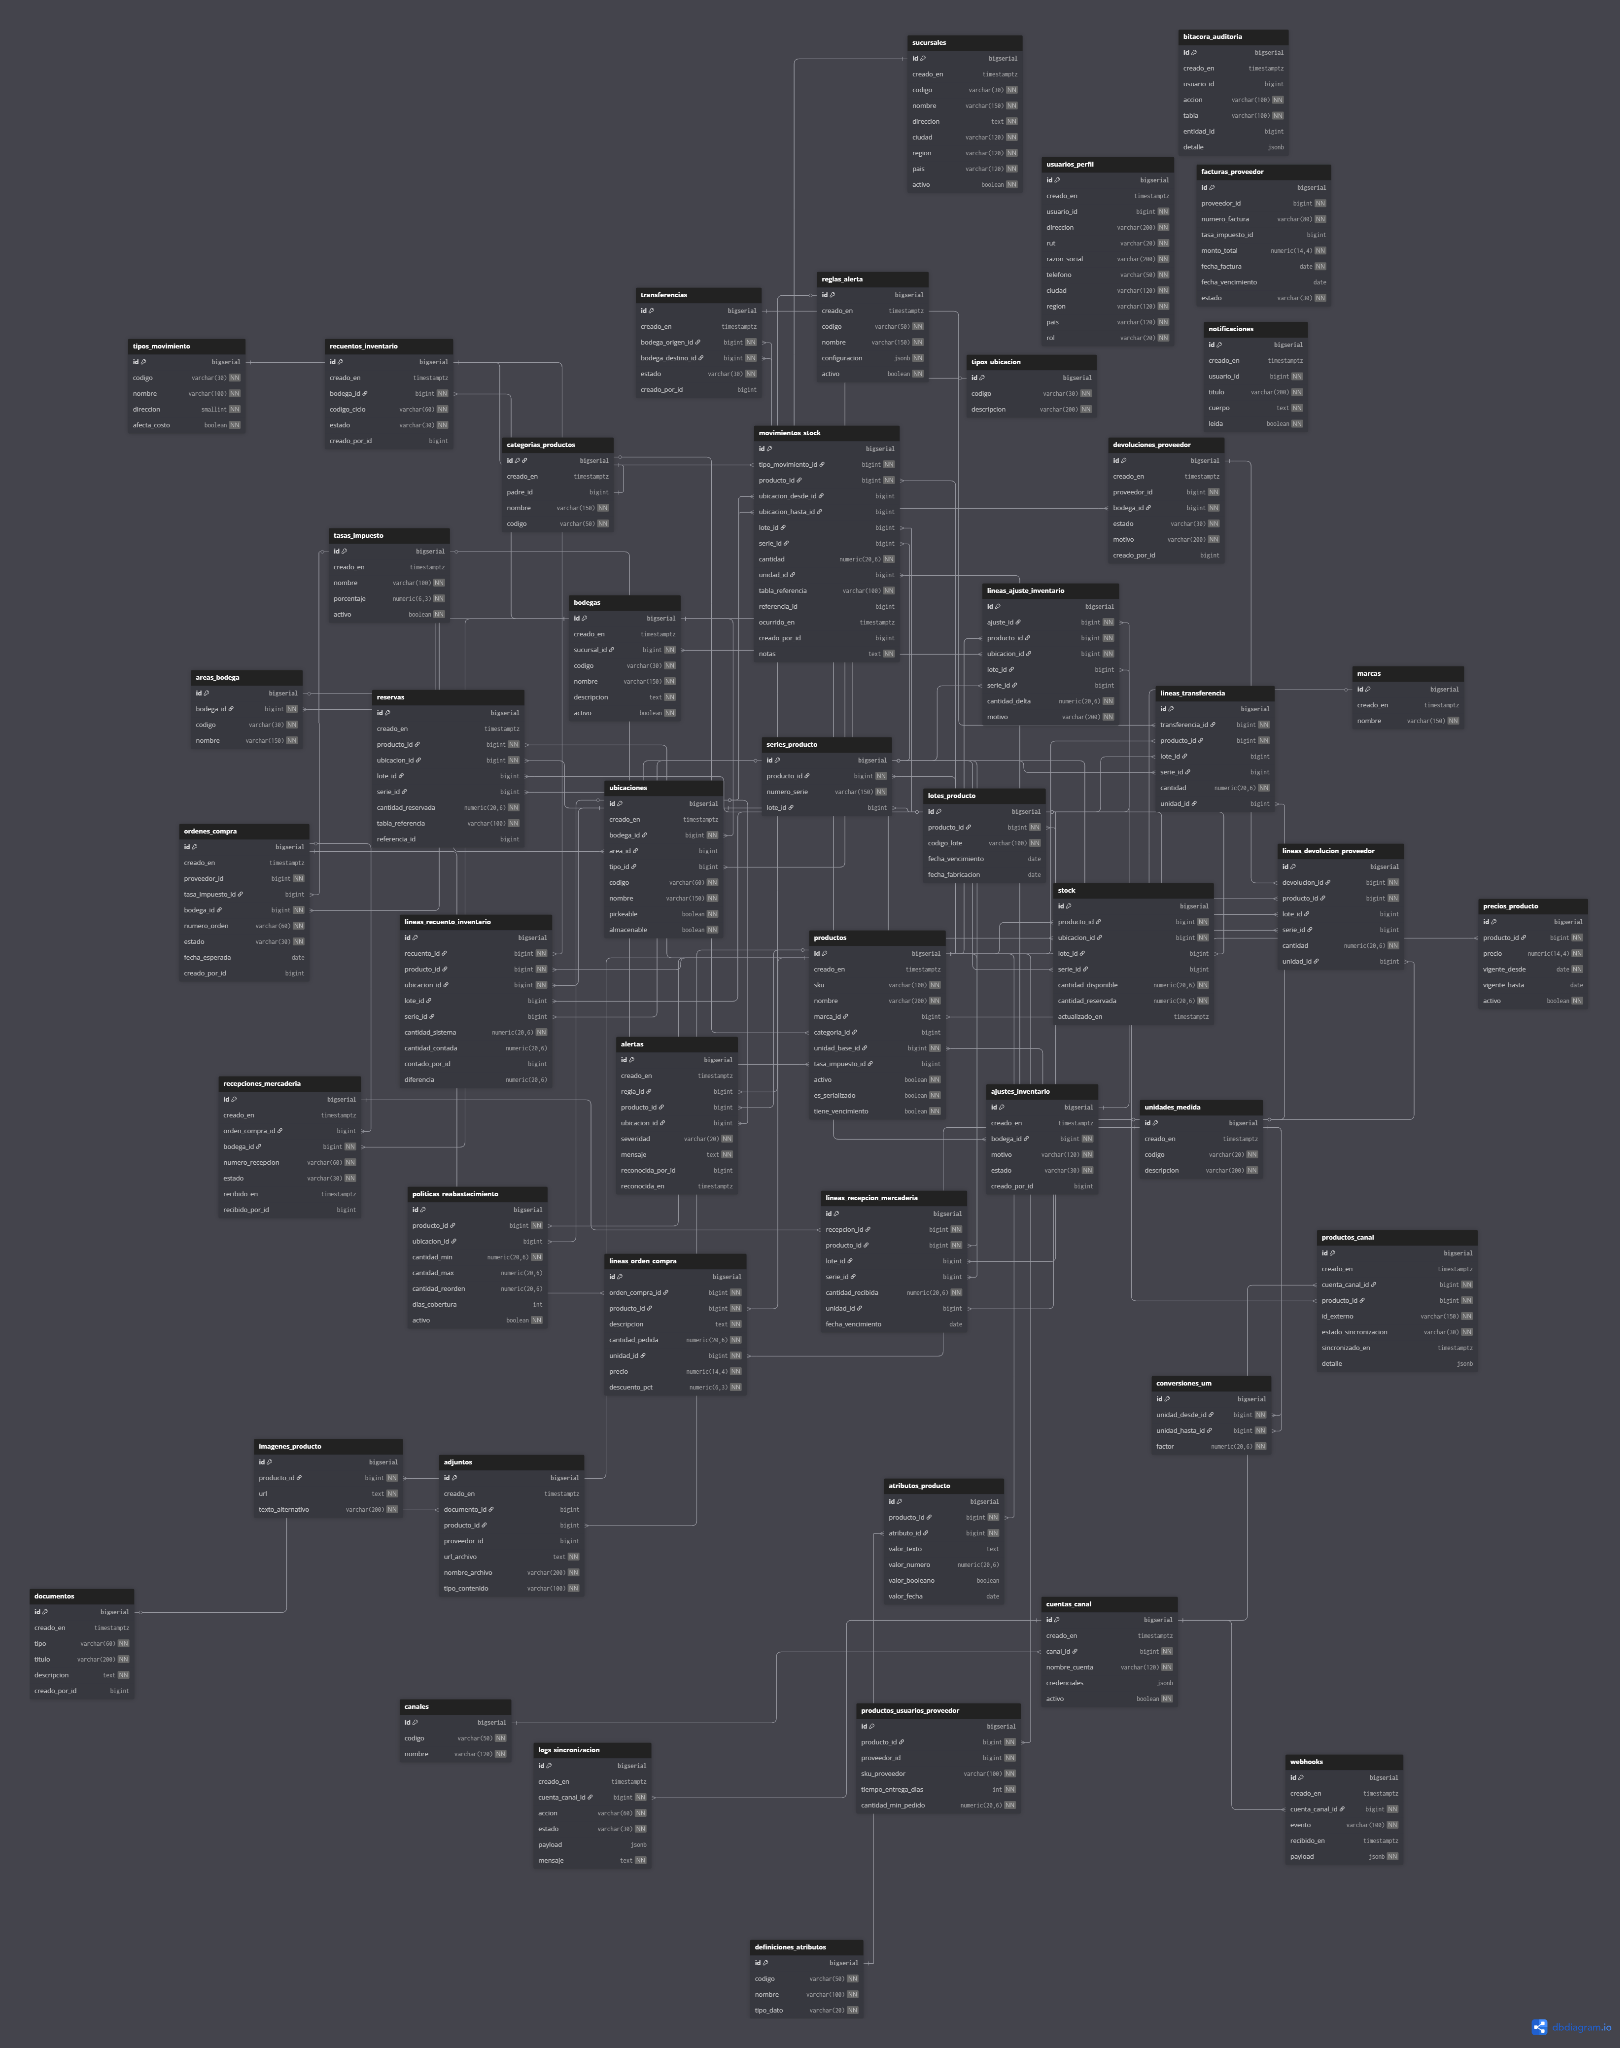 sucursales
id bigserial
creado_en timestamptz
codigo varchar(30) NN
nombre varchar(150) NN
direccion text NN
ciudad varchar(120) NN
region varchar(120) NN
pais varchar(120) NN
activo boolean NN
bitacora_auditoria
id bigserial
creado_en timestamptz
usuario_id bigint
accion varchar(100) NN
tabla varchar(100) NN
entidad_id bigint
detalle jsonb
usuarios_perfil
id bigserial
creado_en timestamptz
usuario_id bigint NN
direccion varchar(200) NN
rut varchar(20) NN
razon_social varchar(200) NN
telefono varchar(50) NN
ciudad varchar(120) NN
region varchar(120) NN
pais varchar(120) NN
rol varchar(20) NN
facturas_proveedor
id bigserial
proveedor_id bigint NN
numero_factura varchar(80) NN
tasa_impuesto_id bigint
monto_total numeric(14,4) NN
fecha_factura date NN
fecha_vencimiento date
estado varchar(30) NN
reglas_alerta
id bigserial
creado_en timestamptz
codigo varchar(50) NN
nombre varchar(150) NN
configuracion jsonb NN
activo boolean NN
transferencias
id bigserial
creado_en timestamptz
bodega_origen_id bigint NN
bodega_destino_id bigint NN
estado varchar(30) NN
creado_por_id bigint
notificaciones
id bigserial
creado_en timestamptz
usuario_id bigint NN
titulo varchar(200) NN
cuerpo text NN
leida boolean NN
tipos_movimiento
id bigserial
codigo varchar(30) NN
nombre varchar(100) NN
direccion smallint NN
afecta_costo boolean NN
recuentos_inventario
id bigserial
creado_en timestamptz
bodega_id bigint NN
codigo_ciclo varchar(60) NN
estado varchar(30) NN
creado_por_id bigint
tipos_ubicacion
id bigserial
codigo varchar(30) NN
descripcion varchar(200) NN
movimientos_stock
id bigserial
tipo_movimiento_id bigint NN
producto_id bigint NN
ubicacion_desde_id bigint
ubicacion_hasta_id bigint
lote_id bigint
serie_id bigint
cantidad numeric(20,6) NN
unidad_id bigint
tabla_referencia varchar(100) NN
referencia_id bigint
ocurrido_en timestamptz
creado_por_id bigint
notas text NN
categorias_productos
id bigserial
creado_en timestamptz
padre_id bigint
nombre varchar(150) NN
codigo varchar(50) NN
devoluciones_proveedor
id bigserial
creado_en timestamptz
proveedor_id bigint NN
bodega_id bigint NN
estado varchar(30) NN
motivo varchar(200) NN
creado_por_id bigint
tasas_impuesto
id bigserial
creado_en timestamptz
nombre varchar(100) NN
porcentaje numeric(6,3) NN
activo boolean NN
lineas_ajuste_inventario
id bigserial
ajuste_id bigint NN
producto_id bigint NN
ubicacion_id bigint NN
lote_id bigint
serie_id bigint
cantidad_delta numeric(20,6) NN
motivo varchar(200) NN
bodegas
id bigserial
creado_en timestamptz
sucursal_id bigint NN
codigo varchar(30) NN
nombre varchar(150) NN
descripcion text NN
activo boolean NN
areas_bodega
id bigserial
bodega_id bigint NN
codigo varchar(30) NN
nombre varchar(150) NN
marcas
id bigserial
creado_en timestamptz
nombre varchar(150) NN
lineas_transferencia
id bigserial
transferencia_id bigint NN
producto_id bigint NN
lote_id bigint
serie_id bigint
cantidad numeric(20,6) NN
unidad_id bigint
reservas
id bigserial
creado_en timestamptz
producto_id bigint NN
ubicacion_id bigint NN
lote_id bigint
serie_id bigint
cantidad_reservada numeric(20,6) NN
tabla_referencia varchar(100) NN
referencia_id bigint
series_producto
id bigserial
producto_id bigint NN
numero_serie varchar(150) NN
lote_id bigint
ubicaciones
id bigserial
creado_en timestamptz
bodega_id bigint NN
area_id bigint
tipo_id bigint
codigo varchar(60) NN
nombre varchar(150) NN
pickeable boolean NN
almacenable boolean NN
lotes_producto
id bigserial
producto_id bigint NN
codigo_lote varchar(100) NN
fecha_vencimiento date
fecha_fabricacion date
ordenes_compra
id bigserial
creado_en timestamptz
proveedor_id bigint NN
tasa_impuesto_id bigint
bodega_id bigint NN
numero_orden varchar(60) NN
estado varchar(30) NN
fecha_esperada date
creado_por_id bigint
lineas_devolucion_proveedor
id bigserial
devolucion_id bigint NN
producto_id bigint NN
lote_id bigint
serie_id bigint
cantidad numeric(20,6) NN
unidad_id bigint
stock
id bigserial
producto_id bigint NN
ubicacion_id bigint NN
lote_id bigint
serie_id bigint
cantidad_disponible numeric(20,6) NN
cantidad_reservada numeric(20,6) NN
actualizado_en timestamptz
precios_producto
id bigserial
producto_id bigint NN
precio numeric(14,4) NN
vigente_desde date NN
vigente_hasta date
activo boolean NN
lineas_recuento_inventario
id bigserial
recuento_id bigint NN
producto_id bigint NN
ubicacion_id bigint NN
lote_id bigint
serie_id bigint
cantidad_sistema numeric(20,6) NN
cantidad_contada numeric(20,6)
contado_por_id bigint
diferencia numeric(20,6)
productos
id bigserial
creado_en timestamptz
sku varchar(100) NN
nombre varchar(200) NN
marca_id bigint
categoria_id bigint
unidad_base_id bigint NN
tasa_impuesto_id bigint
activo boolean NN
es_serializado boolean NN
tiene_vencimiento boolean NN
alertas
id bigserial
creado_en timestamptz
regla_id bigint NN
producto_id bigint
ubicacion_id bigint
severidad varchar(20) NN
mensaje text NN
reconocida_por_id bigint
reconocida_en timestamptz
recepciones_mercaderia
id bigserial
creado_en timestamptz
orden_compra_id bigint
bodega_id bigint NN
numero_recepcion varchar(60) NN
estado varchar(30) NN
recibido_en timestamptz
recibido_por_id bigint
ajustes_inventario
id bigserial
creado_en timestamptz
bodega_id bigint NN
motivo varchar(120) NN
estado varchar(30) NN
creado_por_id bigint
unidades_medida
id bigserial
creado_en timestamptz
codigo varchar(20) NN
descripcion varchar(200) NN
politicas_reabastecimiento
id bigserial
producto_id bigint NN
ubicacion_id bigint
cantidad_min numeric(20,6) NN
cantidad_max numeric(20,6)
cantidad_reorden numeric(20,6)
dias_cobertura int
activo boolean NN
lineas_recepcion_mercaderia
id bigserial
recepcion_id bigint NN
producto_id bigint NN
lote_id bigint
serie_id bigint
cantidad_recibida numeric(20,6) NN
unidad_id bigint
fecha_vencimiento date
productos_canal
id bigserial
creado_en timestamptz
cuenta_canal_id bigint NN
producto_id bigint NN
id_externo varchar(150) NN
estado_sincronizacion varchar(30) NN
sincronizado_en timestamptz
detalle jsonb
lineas_orden_compra
id bigserial
orden_compra_id bigint NN
producto_id bigint NN
descripcion text NN
cantidad_pedida numeric(20,6) NN
unidad_id bigint NN
precio numeric(14,4) NN
descuento_pct numeric(6,3) NN
conversiones_um
id bigserial
unidad_desde_id bigint NN
unidad_hasta_id bigint NN
factor numeric(20,6) NN
imagenes_producto
id bigserial
producto_id bigint NN
url text NN
texto_alternativo varchar(200) NN
adjuntos
id bigserial
creado_en timestamptz
documento_id bigint
producto_id bigint
proveedor_id bigint
url_archivo text NN
nombre_archivo varchar(200) NN
tipo_contenido varchar(100) NN
atributos_producto
id bigserial
producto_id bigint NN
atributo_id bigint NN
valor_texto text
valor_numero numeric(20,6)
valor_booleano boolean
valor_fecha date
documentos
id bigserial
creado_en timestamptz
tipo varchar(60) NN
titulo varchar(200) NN
descripcion text NN
creado_por_id bigint
cuentas_canal
id bigserial
creado_en timestamptz
canal_id bigint NN
nombre_cuenta varchar(120) NN
credenciales jsonb
activo boolean NN
canales
id bigserial
codigo varchar(50) NN
nombre varchar(120) NN
productos_usuarios_proveedor
id bigserial
producto_id bigint NN
proveedor_id bigint NN
sku_proveedor varchar(100) NN
tiempo_entrega_dias int NN
cantidad_min_pedido numeric(20,6) NN
logs_sincronizacion
id bigserial
creado_en timestamptz
cuenta_canal_id bigint NN
accion varchar(60) NN
estado varchar(30) NN
payload jsonb
mensaje text NN
webhooks
id bigserial
creado_en timestamptz
cuenta_canal_id bigint NN
evento varchar(100) NN
recibido_en timestamptz
payload jsonb NN
definiciones_atributos
id bigserial
codigo varchar(50) NN
nombre varchar(100) NN
tipo_dato varchar(20) NN
dbdiagram.io